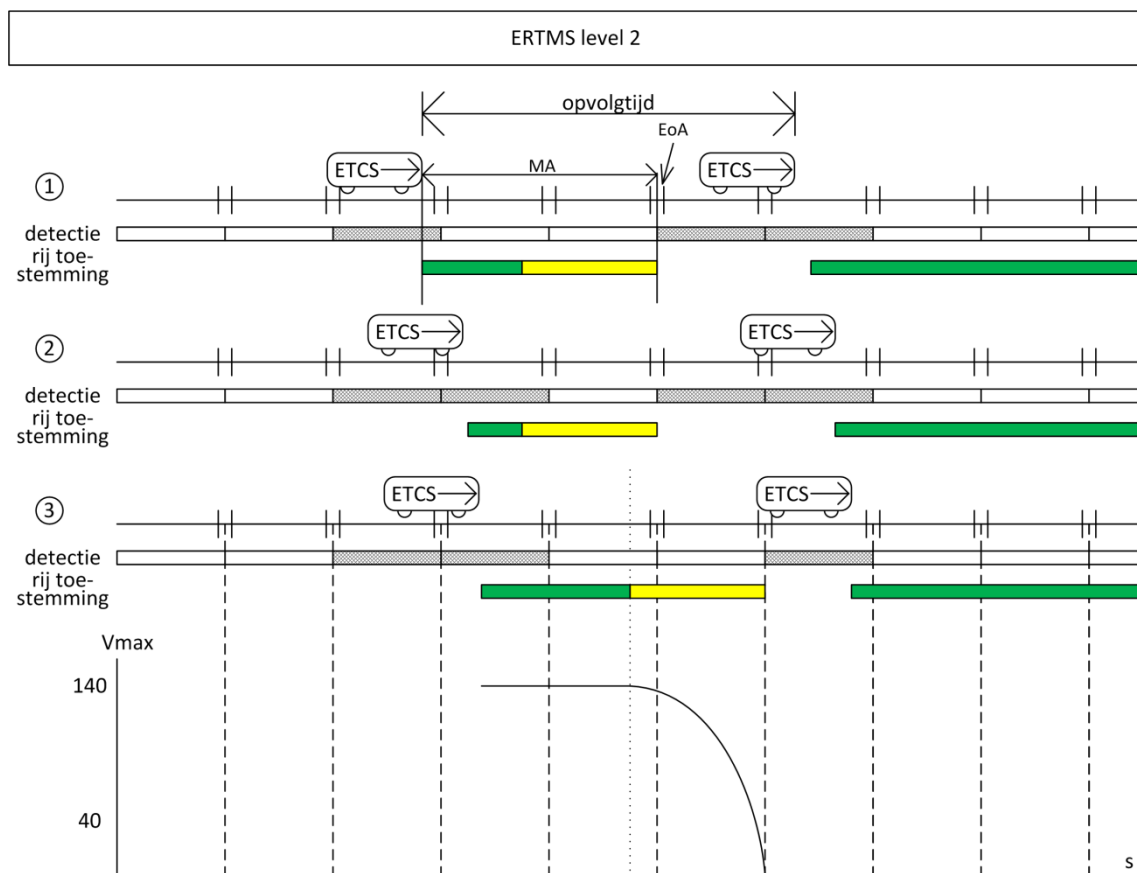 ERTMS level 2
opvolgtijd
EoA
MA
ETCS
ETCS
1
detectie
rij toe-
stemming
ETCS
ETCS
2
detectie
rij toe-
stemming
ETCS
ETCS
3
detectie
rij toe-
stemming
Vmax
140
40
s